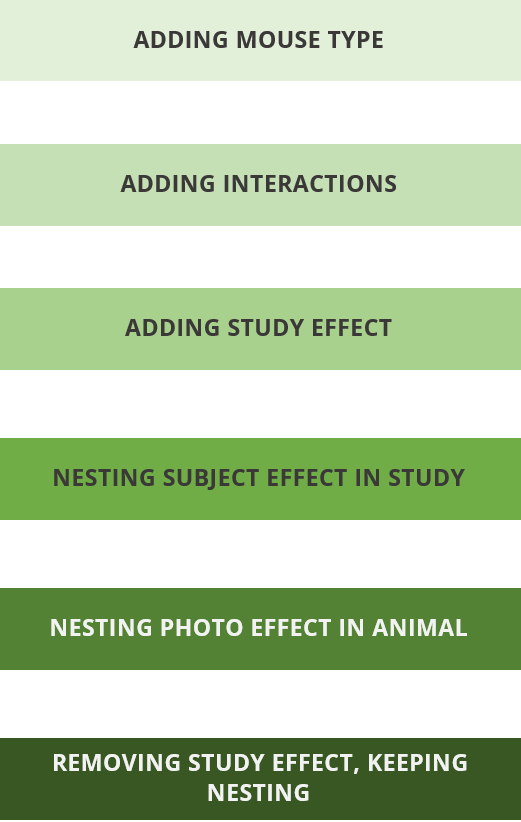 ADDING MOUSE TYPE
ADDING INTERACTIONS
ADDING STUDY EFFECT
NESTING SUBJECT EFFECT IN STUDY
NESTING PHOTO EFFECT IN ANIMAL
REMOVING STUDY EFFECT, KEEPING
NESTING